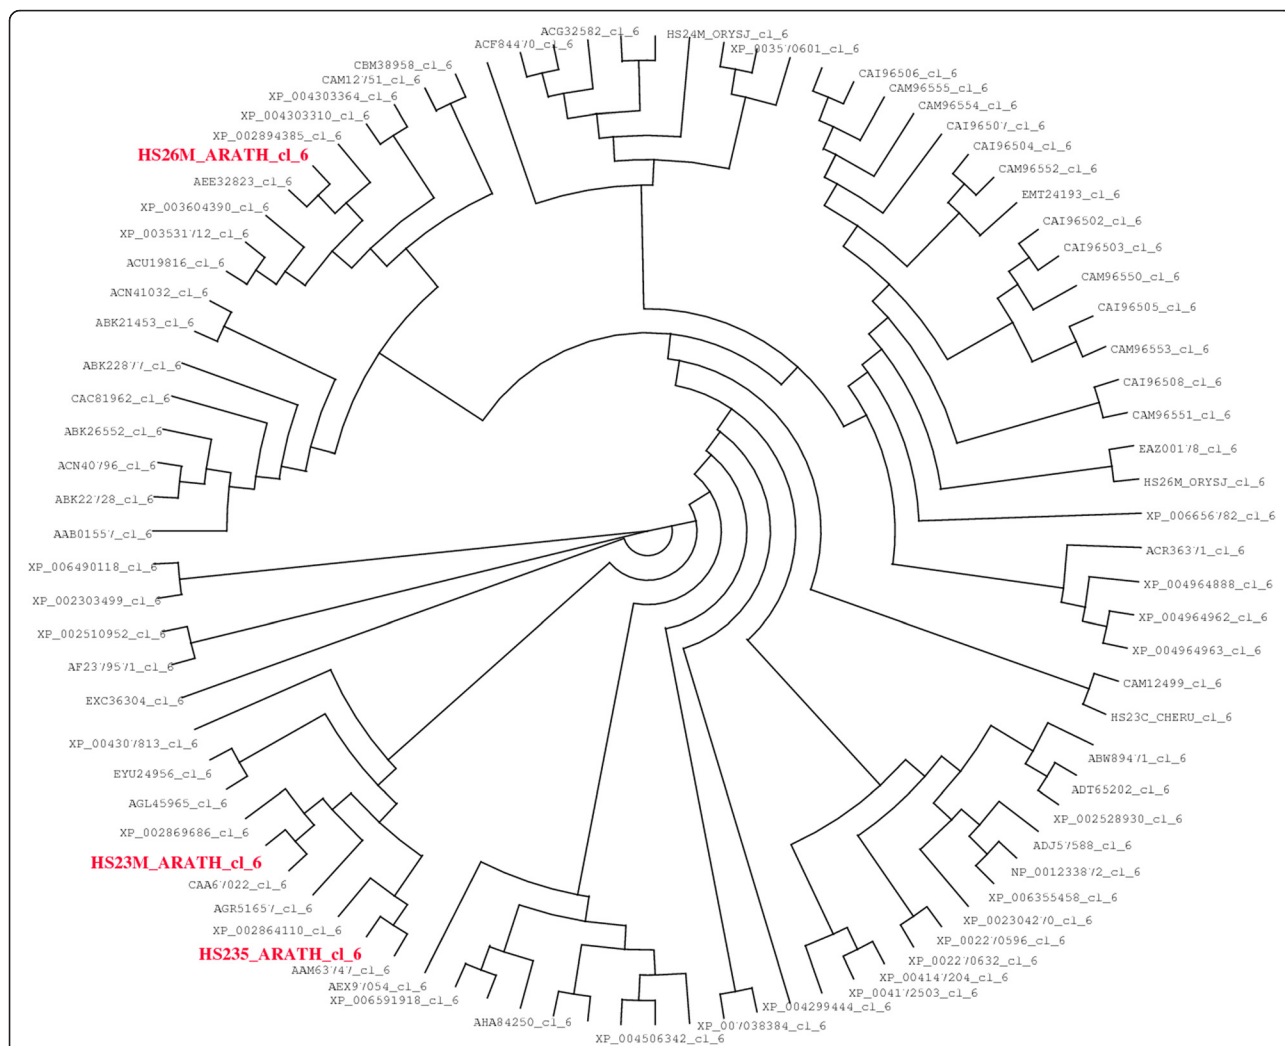 ACF84470_cl_6
ACG32582_cl_6
HS24M_ORYSJ_cl_6
XP_003570601_cl_6
CAI96506_cl_6
CAM96555_cl_6
CAM96554_cl_6
CAI96507_cl_6
CAI96504_cl_6
CAM96552_cl_6
EMT24193_cl_6
CAI96502_cl_6
CAI96503_cl_6
CAM96550_cl_6
CAI96505_cl_6
CAM96553_cl_6
CAI96508_cl_6
CAM96551_cl_6
EAZ00178_cl_6
HS26M_ORYSJ_cl_6
XP_006656782_cl_6
ACR36371_cl_6
XP_004964888_cl_6
XP_004964962_cl_6
XP_004964963_cl_6
CAM12499_cl_6
HS23C_CHERU_cl_6
ABW89471_cl_6
ADT65202_cl_6
XP_002528930_cl_6
ADJ57588_cl_6
NP_001233872_cl_6
XP_006355458_cl_6
XP_002304270_cl_6
XP_002270596_cl_6
XP_002270632_cl_6
XP_004147204_cl_6
XP_004172503_cl_6
XP_004299444_cl_6
XP_007038384_cl_6
XP_004506342_cl_6
AHA84250_cl_6
XP_006591918_cl_6
AEX97054_cl_6
AAM63747_cl_6
HS235_ARATH_cl_6
XP_002864110_cl_6
AGR51657_cl_6
CAA67022_cl_6
HS23M_ARATH_cl_6
XP_002869686_cl_6
AGL45965_cl_6
EYU24956_cl_6
XP_004307813_cl_6
EXC36304_cl_6
AF2379571_cl_6
XP_002510952_cl_6
XP_002303499_cl_6
XP_006490118_cl_6
AAB01557_cl_6
ABK22728_cl_6
ACN40796_cl_6
ABK26552_cl_6
CAC81962_cl_6
ABK22877_cl_6
ABK21453_cl_6
ACN41032_cl_6
ACU19816_cl_6
XP_003531712_cl_6
XP_003604390_cl_6
AEE32823_cl_6
HS26M_ARATH_cl_6
XP_002894385_cl_6
XP_004303310_cl_6
XP_004303364_cl_6
CAM12751_cl_6
CBM38958_cl_6